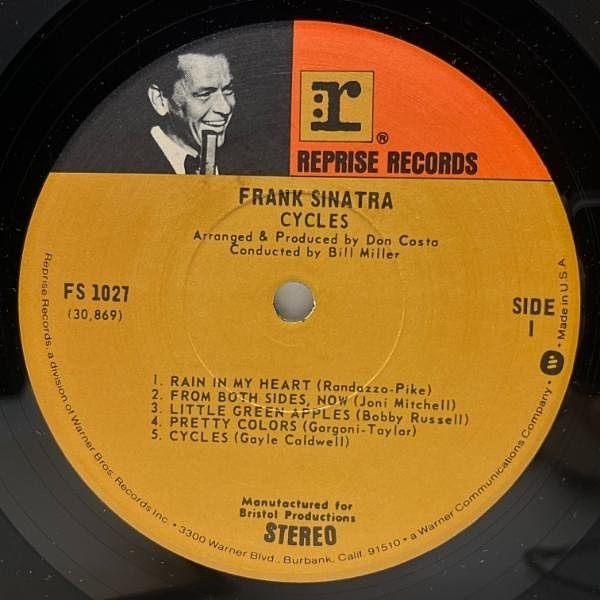 r
®
REPRISE RECORDS
FRANK SINATRA
CYCLES
Arranged & Produced by Don Costa
Conducted by Bill Miller
FS 1027
(30,869)
SIDE
1
1. RAIN IN MY HEART (Randazzo-Pike)
2. FROM BOTH SIDES, NOW (Joni Mitchell)
3. LITTLE GREEN APPLES (Bobby Russell)
4. PRETTY COLORS (Gorgoni-Taylor)
5. CYCLES (Gayle Caldwell)
Manufactured for
Bristol Productions
STEREO
Reprise Records, a division of Warner Bros. Records Inc. • 3300 Warner Blvd., Burbank, Calif. 91510 • a Warner Communications Company • Made in U.S.A.